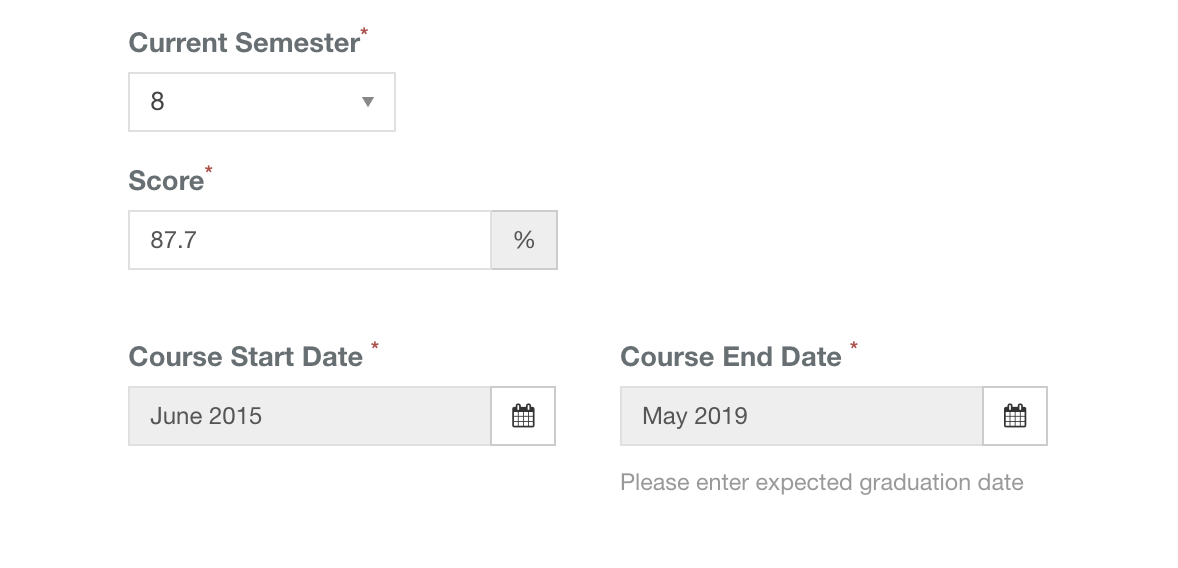 Current Semester*
8
Score*
87.7 %
Course Start Date *
Course End Date *
June 2015
May 2019
Please enter expected graduation date